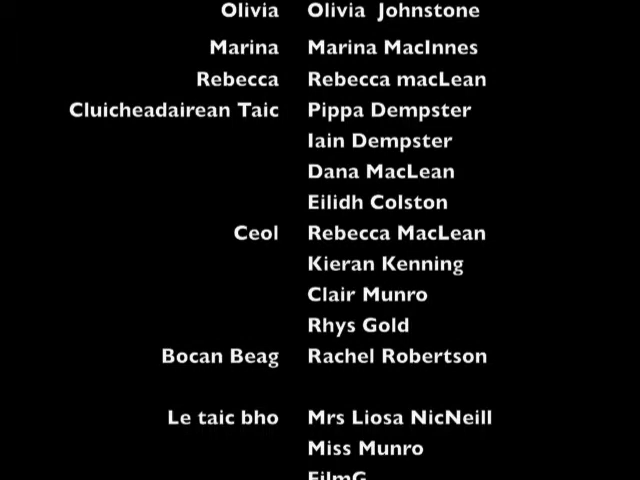 Olivia Olivia Johnstone
Marina Marina MacInnes
Rebecca Rebecca macLean
Cluicheadairean Taic Pippa Dempster
Iain Dempster
Dana MacLean
Eilidh Colston
Ceol Rebecca MacLean
Kieran Kenning
Clair Munro
Rhys Gold
Bocan Beag Rachel Robertson
Le taic bho Mrs Liosa NicNeill
Miss Munro
FilmG